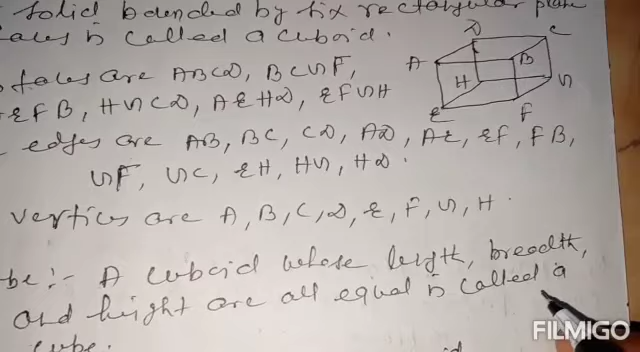 solid bounded by six rectangular plane
faces is called a cuboid.
faces are ABCD, BCGF,
EFB, HGCD, AEHD, EFGH
D C
A B
H G
E F
edges are AB, BC, CD, AD, AE, EF, FB,
GF, GC, EH, HG, HD.
vertices are A, B, C, D, E, F, G, H.
be :- A cuboid whose length, breadth,
and height are all equal is called a
cube.
FILMIGO